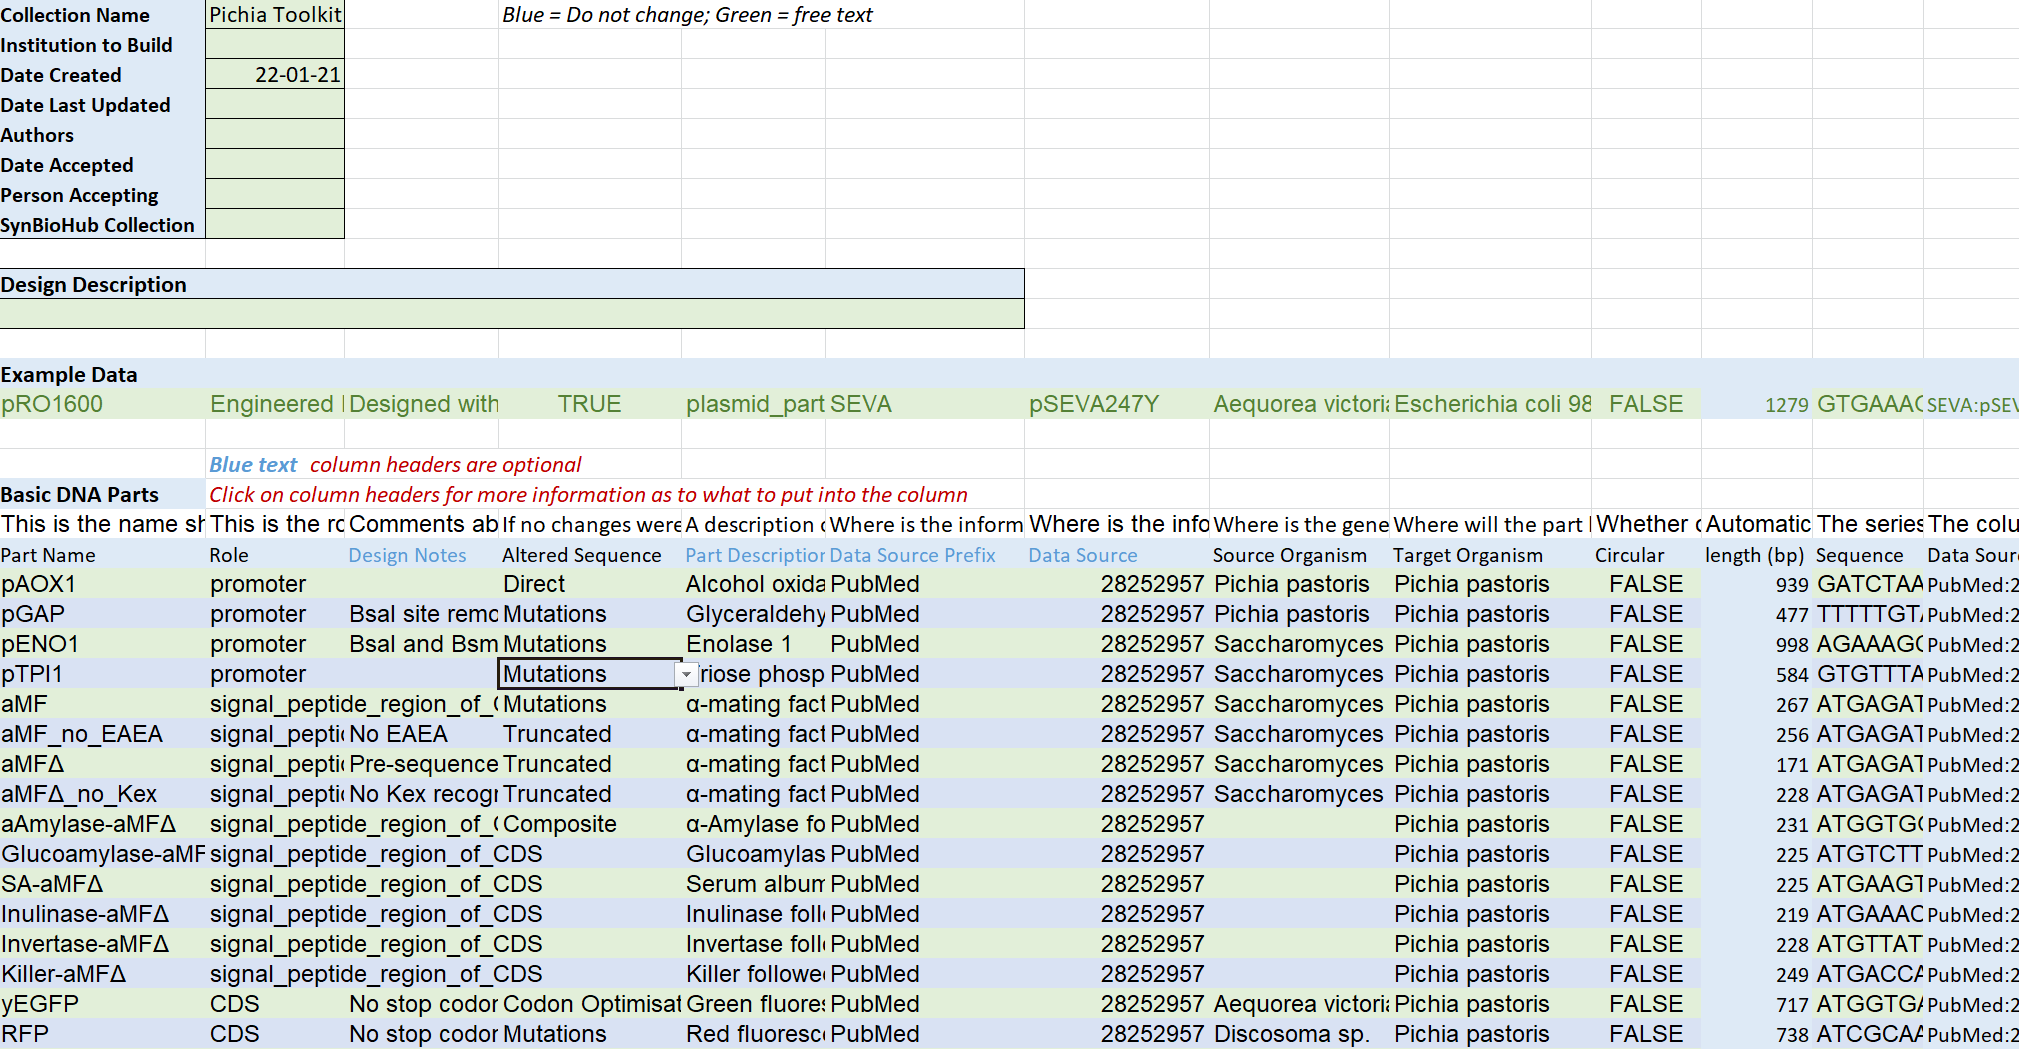 Collection Name Pichia Toolkit Blue = Do not change; Green = free text
Institution to Build
Date Created 22-01-21
Date Last Updated
Authors
Date Accepted
Person Accepting
SynBioHub Collection
Design Description
Example Data
pRO1600 Engineered Designed with TRUE plasmid_part SEVA pSEVA247Y Aequorea victoria Escherichia coli 98 FALSE 1279 GTGAAAC SEVA:pSEV
Blue text column headers are optional
Basic DNA Parts Click on column headers for more information as to what to put into the column
This is the name sh This is the ro Comments ab If no changes were A description Where is the inform Where is the info Where is the gene Where will the part Whether Automatic The series The colu
Part Name Role Design Notes Altered Sequence Part Description Data Source Prefix Data Source Source Organism Target Organism Circular length (bp) Sequence Data Sour
pAOX1 promoter Direct Alcohol oxida PubMed 28252957 Pichia pastoris Pichia pastoris FALSE 939 GATCTAA PubMed:2
pGAP promoter BsaI site remo Mutations Glyceraldehy PubMed 28252957 Pichia pastoris Pichia pastoris FALSE 477 TTTTTGTA PubMed:2
pENO1 promoter BsaI and Bsm Mutations Enolase 1 PubMed 28252957 Saccharomyces Pichia pastoris FALSE 998 AGAAAGC PubMed:2
pTPI1 promoter Mutations riose phosp PubMed 28252957 Saccharomyces Pichia pastoris FALSE 584 GTGTTTA PubMed:2
aMF signal_peptide_region_of_C Mutations α-mating fact PubMed 28252957 Saccharomyces Pichia pastoris FALSE 267 ATGAGAT PubMed:2
aMF_no_EAEA signal_peptic No EAEA Truncated α-mating fact PubMed 28252957 Saccharomyces Pichia pastoris FALSE 256 ATGAGAT PubMed:2
aMFΔ signal_peptic Pre-sequence Truncated α-mating fact PubMed 28252957 Saccharomyces Pichia pastoris FALSE 171 ATGAGAT PubMed:2
aMFΔ_no_Kex signal_peptic No Kex recogr Truncated α-mating fact PubMed 28252957 Saccharomyces Pichia pastoris FALSE 228 ATGAGAT PubMed:2
aAmylase-aMFΔ signal_peptide_region_of_C Composite α-Amylase fo PubMed 28252957 Pichia pastoris FALSE 231 ATGGTGC PubMed:2
Glucoamylase-aMF signal_peptide_region_of_CDS Glucoamylas PubMed 28252957 Pichia pastoris FALSE 225 ATGTCTT PubMed:2
SA-aMFΔ signal_peptide_region_of_CDS Serum album PubMed 28252957 Pichia pastoris FALSE 225 ATGAAGT PubMed:2
Inulinase-aMFΔ signal_peptide_region_of_CDS Inulinase foll PubMed 28252957 Pichia pastoris FALSE 219 ATGAAAC PubMed:2
Invertase-aMFΔ signal_peptide_region_of_CDS Invertase foll PubMed 28252957 Pichia pastoris FALSE 228 ATGTTAT PubMed:2
Killer-aMFΔ signal_peptide_region_of_CDS Killer followe PubMed 28252957 Pichia pastoris FALSE 249 ATGACCA PubMed:2
yEGFP CDS No stop codor Codon Optimisat Green fluores PubMed 28252957 Aequorea victoria Pichia pastoris FALSE 717 ATGGTGA PubMed:2
RFP CDS No stop codor Mutations Red fluoresc PubMed 28252957 Discosoma sp. Pichia pastoris FALSE 738 ATCGCAA PubMed:2